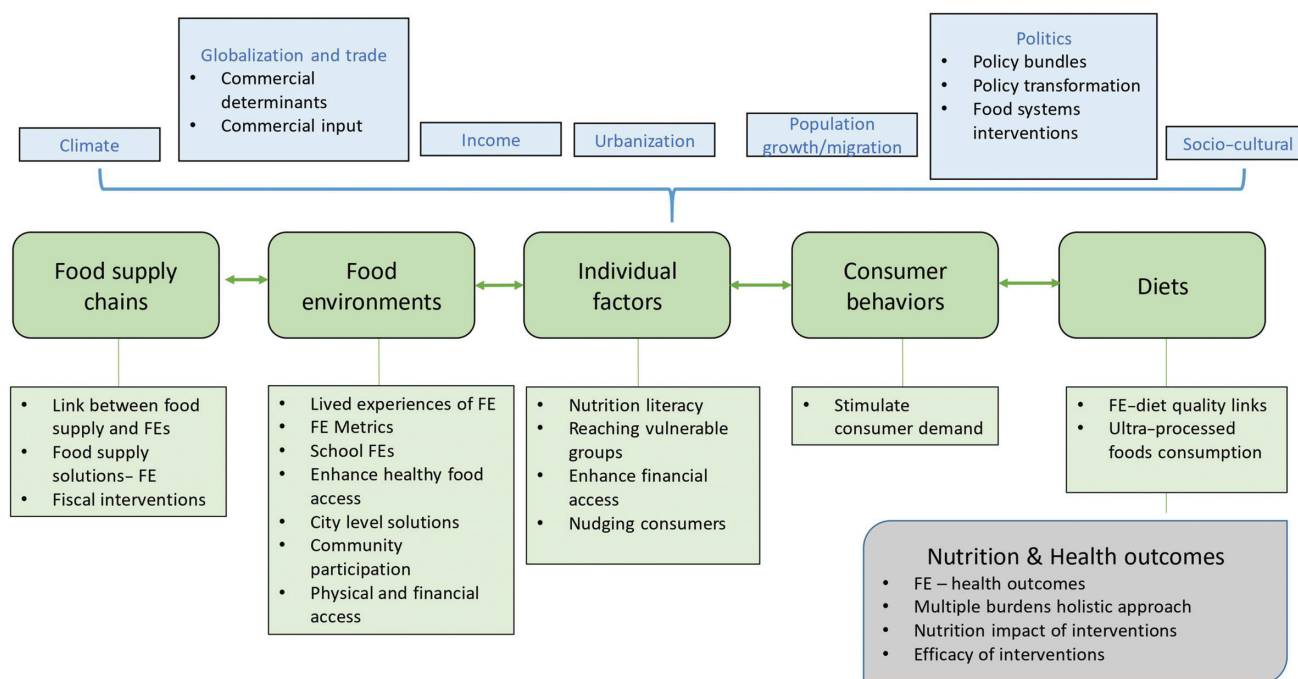 Globalization and trade
• Commercial
determinants
• Commercial input
Politics
• Policy bundles
• Policy transformation
• Food systems
interventions
Climate
Income
Urbanization
Population
growth/migration
Socio-cultural
Food supply
chains
Food
environments
Individual
factors
Consumer
behaviors
Diets
• Link between food
supply and FEs
• Food supply
solutions– FE
• Fiscal interventions
• Lived experiences of FE
• FE Metrics
• School FEs
• Enhance healthy food
access
• City level solutions
• Community
participation
• Physical and financial
access
• Nutrition literacy
• Reaching vulnerable
groups
• Enhance financial
access
• Nudging consumers
• Stimulate
consumer demand
• FE–diet quality links
• Ultra–processed
foods consumption
Nutrition & Health outcomes
• FE – health outcomes
• Multiple burdens holistic approach
• Nutrition impact of interventions
• Efficacy of interventions